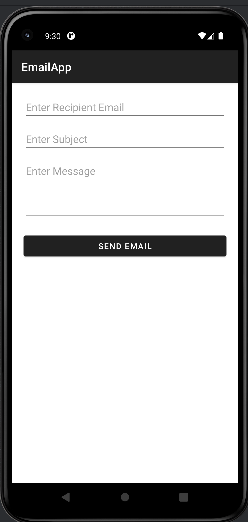 9:30
EmailApp
Enter Recipient Email
Enter Subject
Enter Message
SEND EMAIL